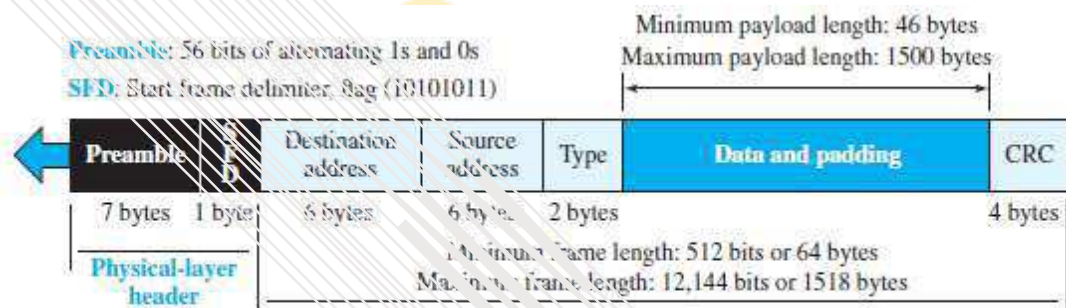 Minimum payload length: 46 bytes
Preamble: 56 bits of alternating 1s and 0s
Maximum payload length: 1500 bytes
SFD: Start frame delimiter, flag (10101011)
Preamble
SFD
Destination address
Source address
Type
Data and padding
CRC
7 bytes 1 byte 6 bytes 6 bytes 2 bytes 4 bytes
Minimum frame length: 512 bits or 64 bytes
Physical-layer header
Maximum frame length: 12,144 bits or 1518 bytes